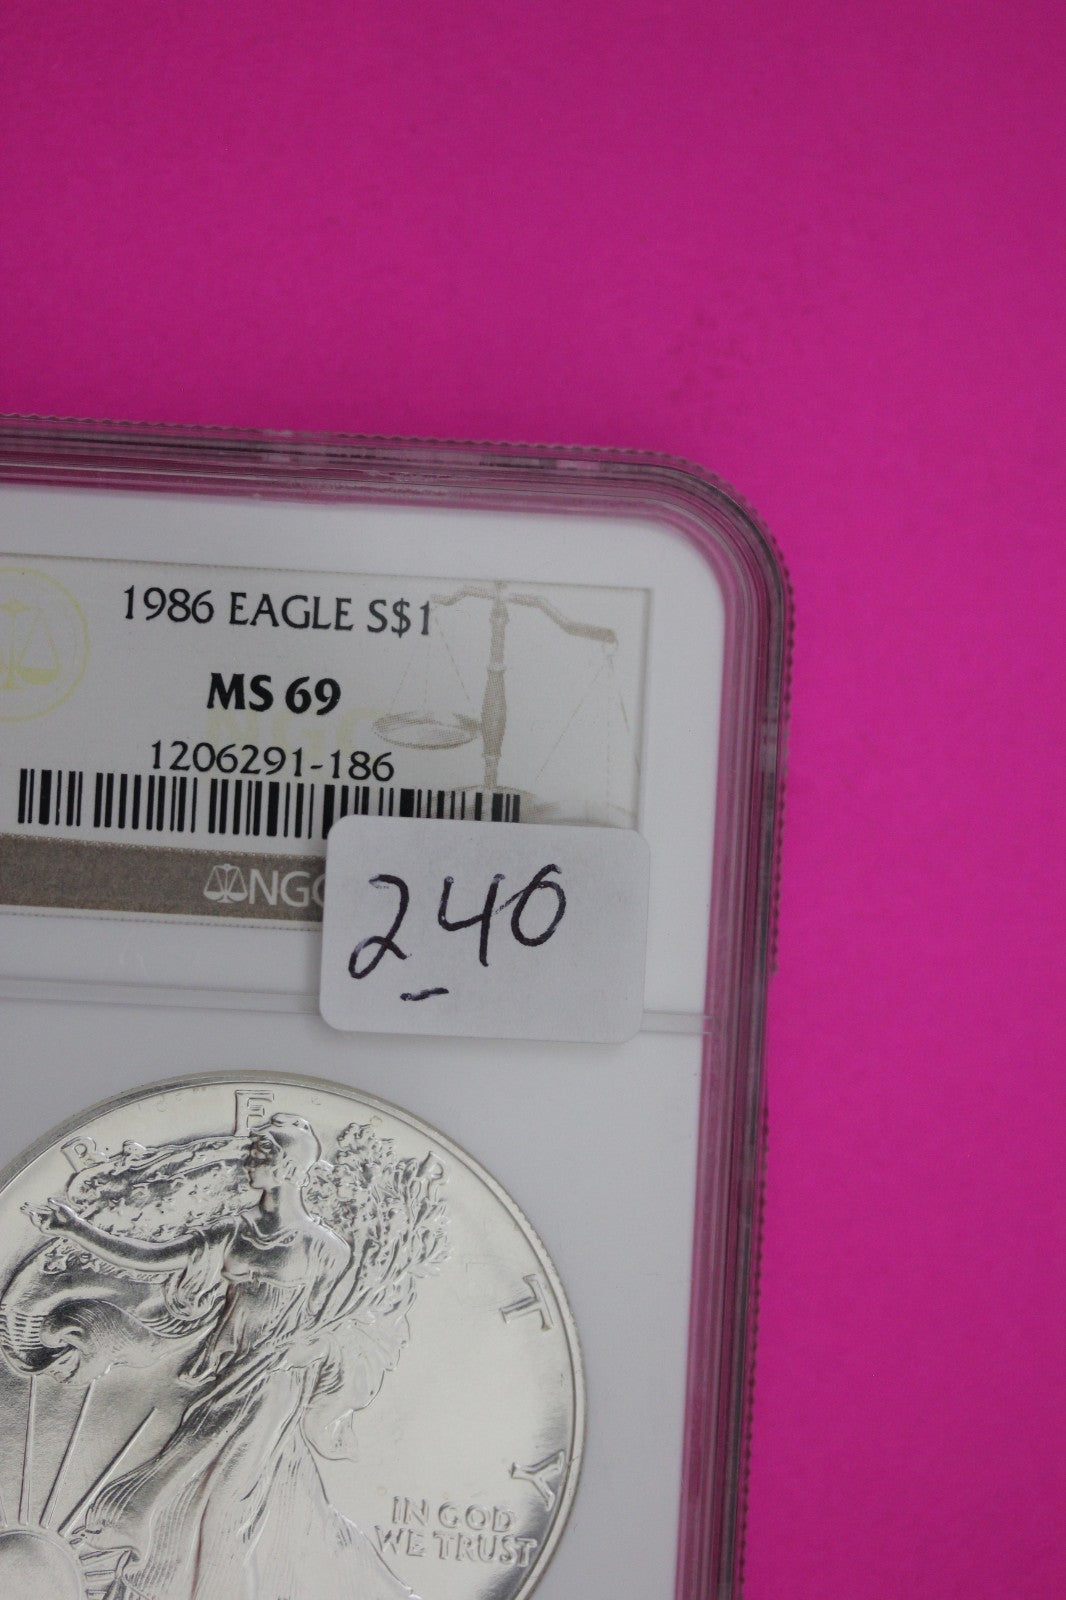 1986 EAGLE S$1
MS 69
1206291-186
NGC
240
LIBERTY
IN GOD
WE TRUST